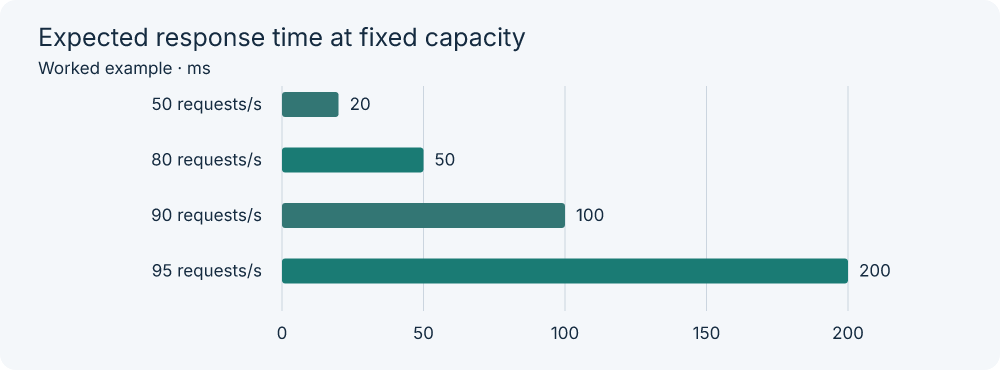 Expected response time at fixed capacity
Worked example · ms
50 requests/s 20
80 requests/s 50
90 requests/s 100
95 requests/s 200
0 50 100 150 200